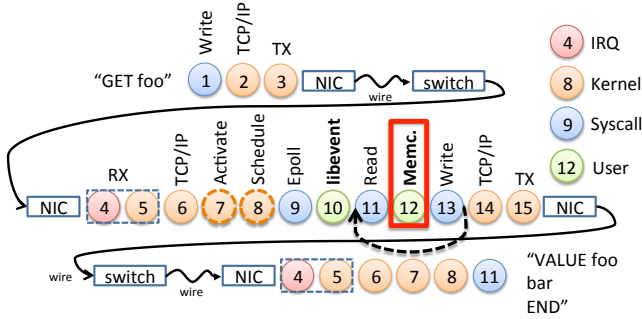 Write
TCP/IP
TX
"GET foo"
1
2
3
NIC
wire
switch
4 IRQ
8 Kernel
9 Syscall
12 User
RX
TCP/IP
Activate
Schedule
Epoll
libevent
Read
Memc.
Write
TCP/IP
TX
NIC
4
5
6
7
8
9
10
11
12
13
14
15
NIC
wire
switch
wire
NIC
4
5
6
7
8
11
"VALUE foo
bar
END"